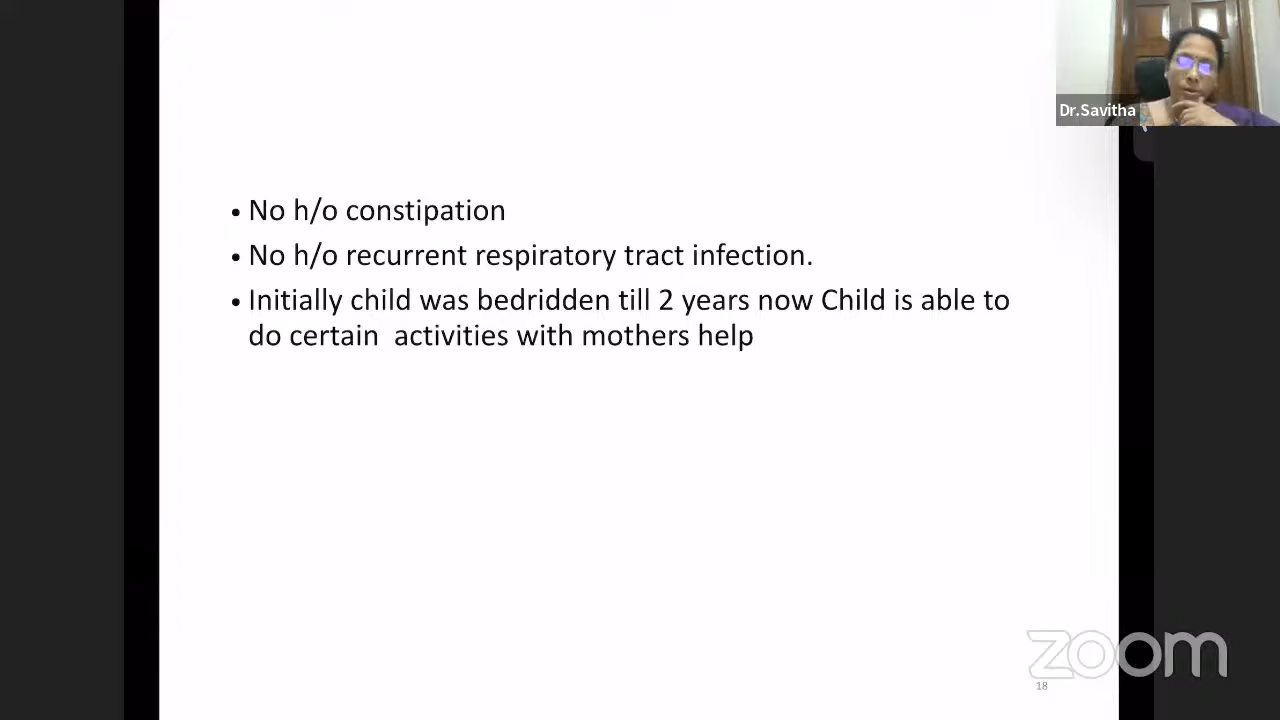 Dr.Savitha
• No h/o constipation
• No h/o recurrent respiratory tract infection.
• Initially child was bedridden till 2 years now Child is able to
do certain  activities with mothers help
zoom
18